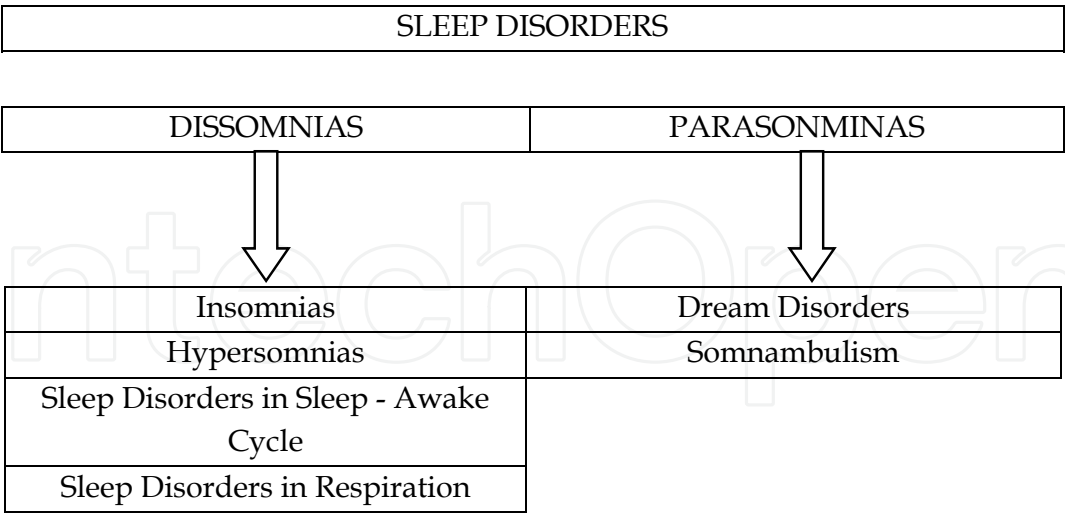 SLEEP DISORDERS
DISSOMNIAS PARASONMINAS
ntechOpen
Insomnias Dream Disorders
Hypersomnias Somnambulism
Sleep Disorders in Sleep - Awake
Cycle
Sleep Disorders in Respiration